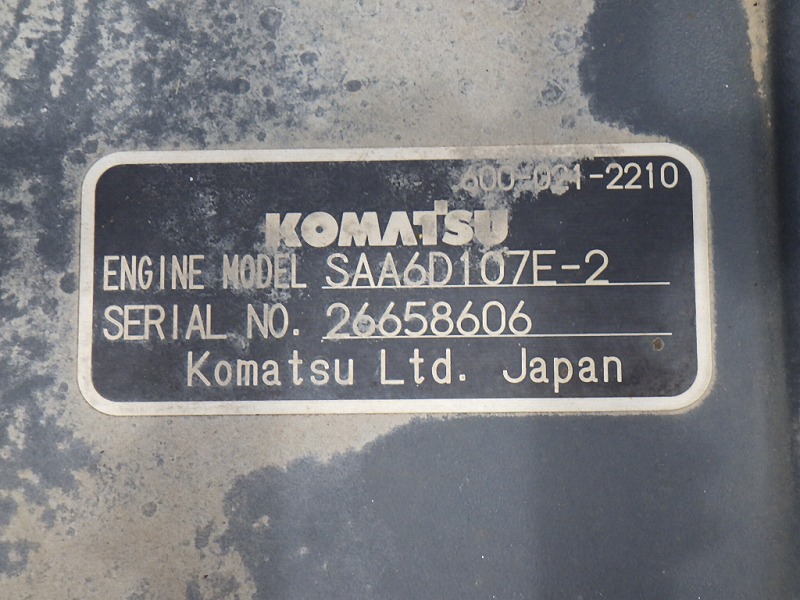 600-021-2210
KOMATSU
ENGINE MODEL SAA6D107E-2
SERIAL NO. 26658606
Komatsu Ltd. Japan